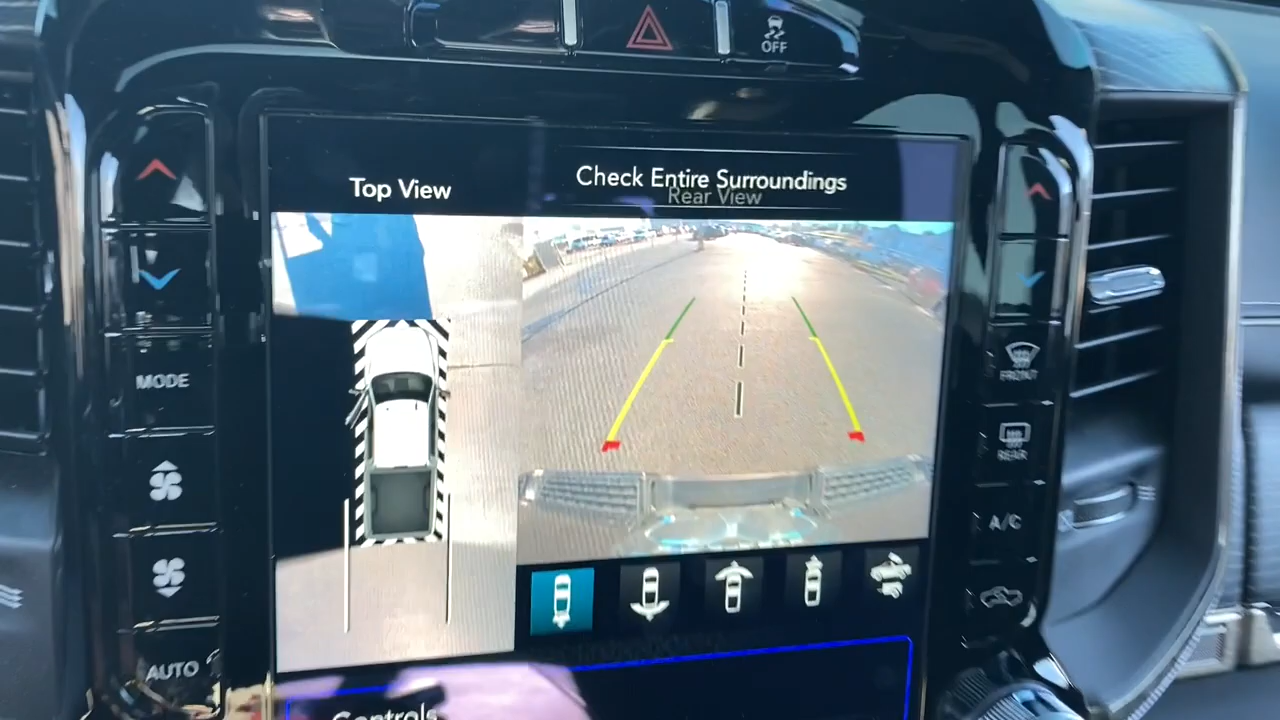 OFF
Top View
Check Entire Surroundings
Rear View
MODE
FRONT
REAR
A/C
AUTO
Controls